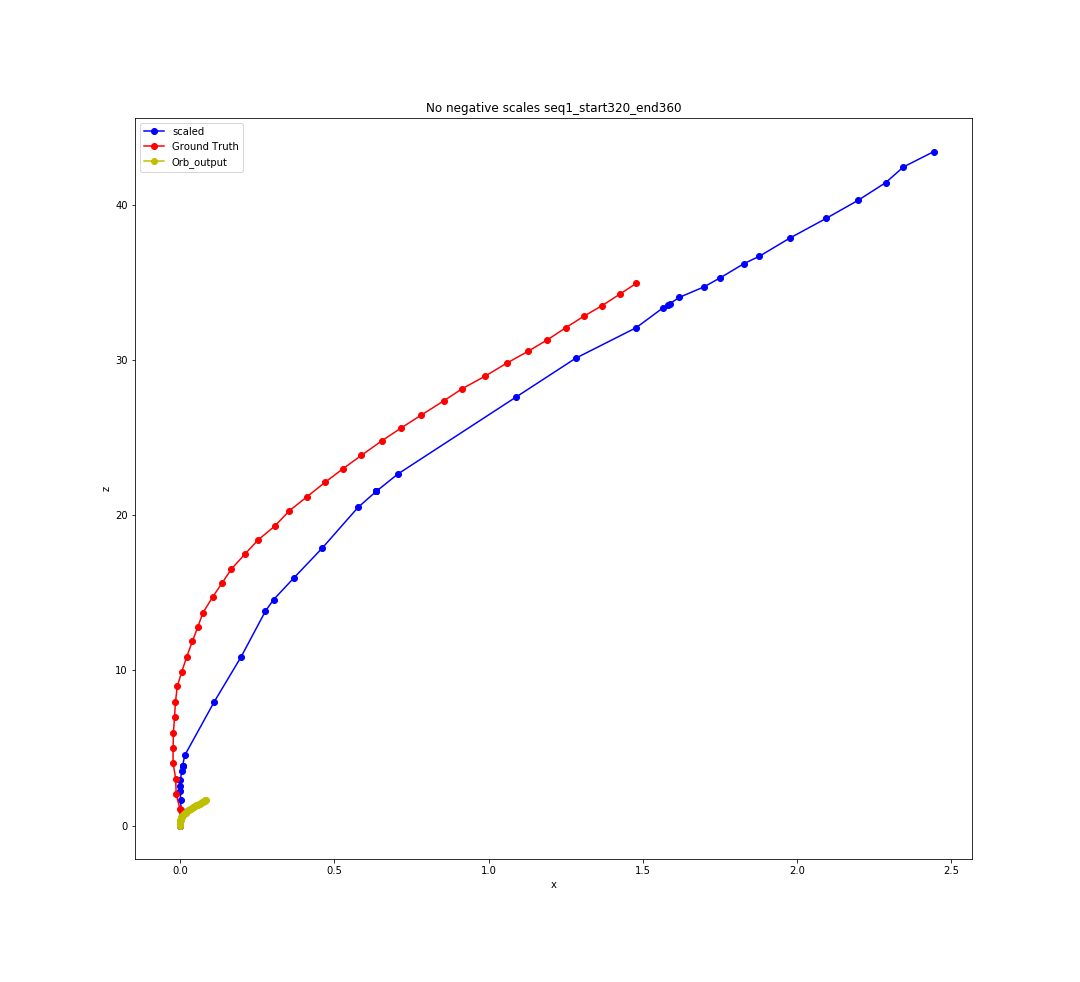 No negative scales seq1_start320_end360
scaled
Ground Truth
Orb_output
z
40
30
20
10
0
0.0 0.5 1.0 1.5 2.0 2.5
x